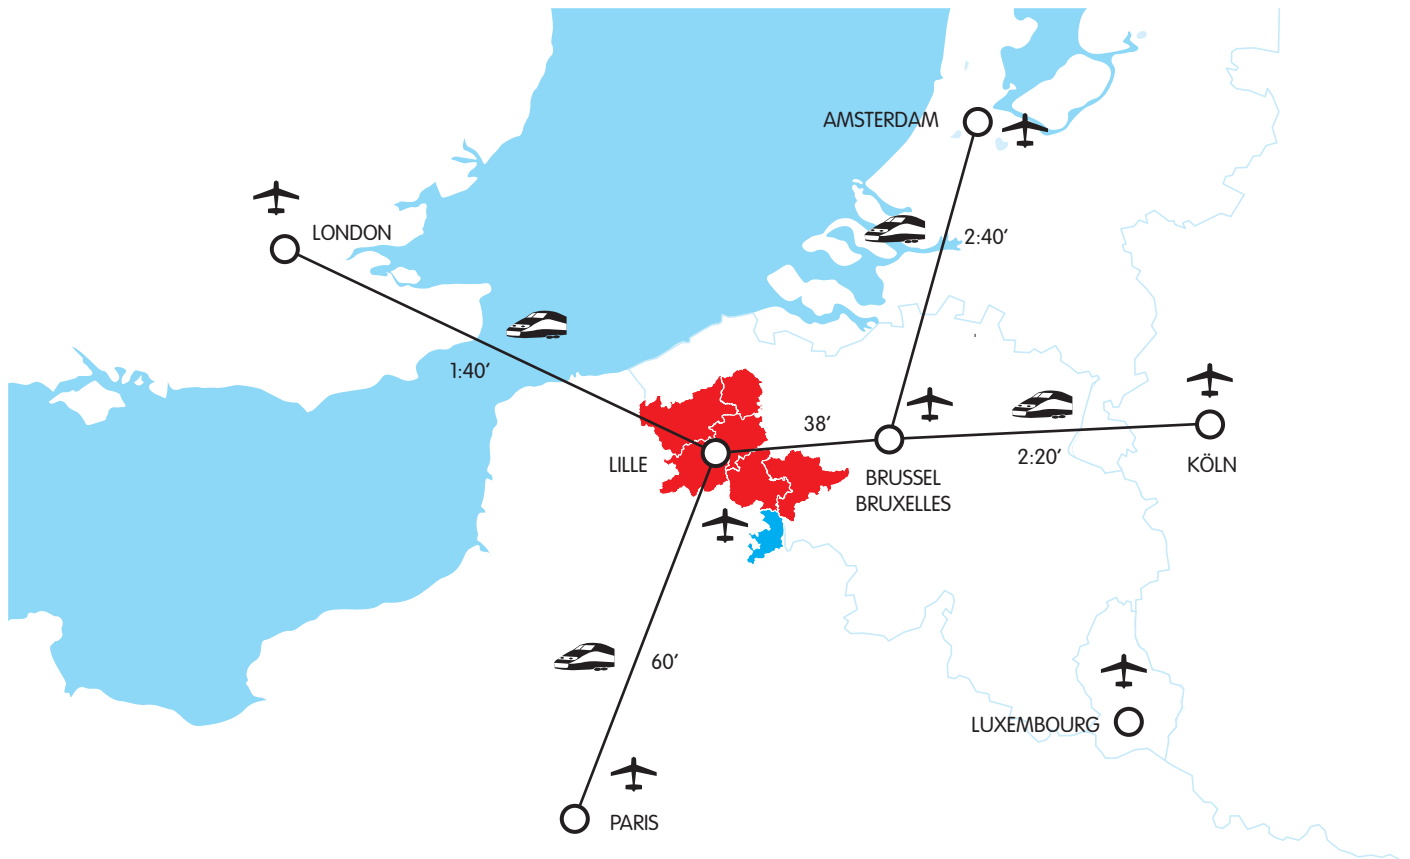 AMSTERDAM
LONDON
2:40′
1:40′
38′
LILLE
BRUSSEL
BRUXELLES
2:20′
KÖLN
60′
LUXEMBOURG
PARIS